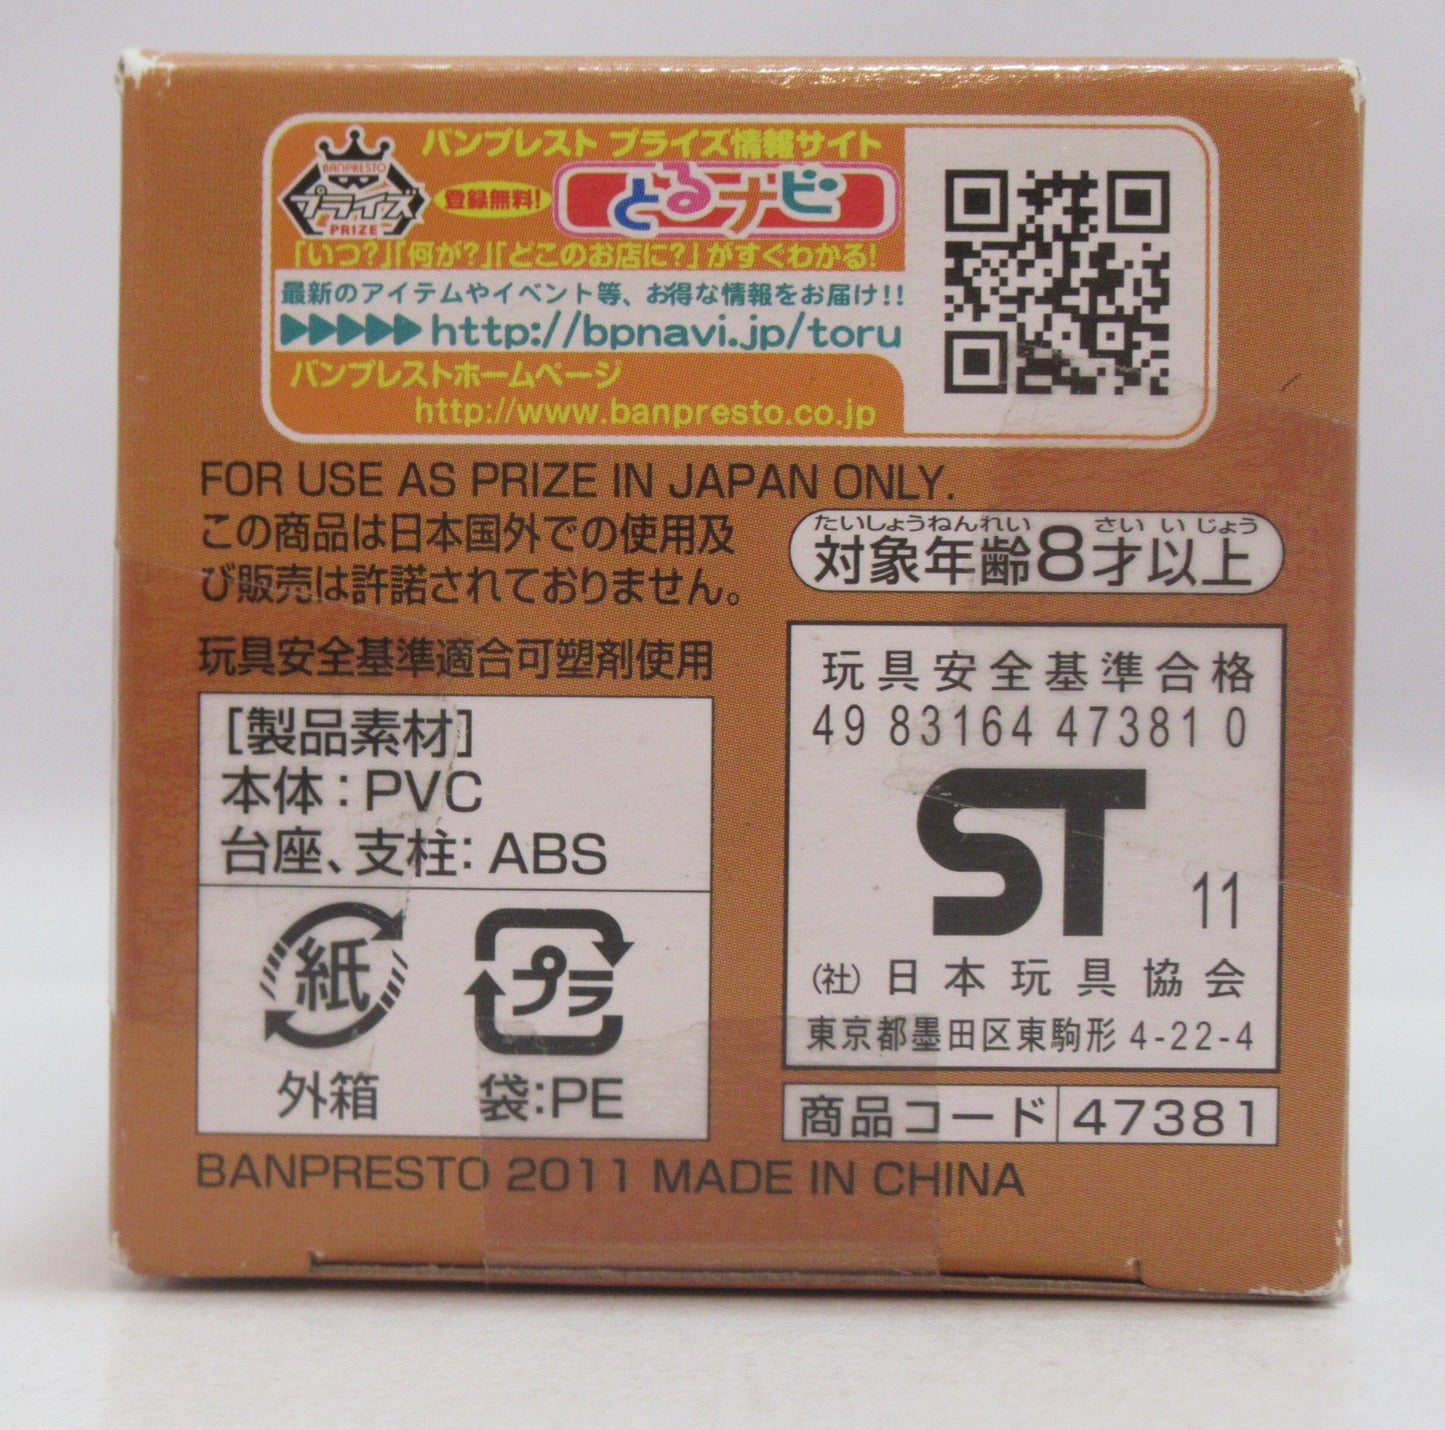 バンプレスト プライズ情報サイト
BANPRESTO
プライズ
PRIZE
登録無料!
とるナビ
「いつ?」「何が?」「どこのお店に?」がすぐわかる!
最新のアイテムやイベント等、お得な情報をお届け!!
http://bpnavi.jp/toru
バンプレストホームページ
http://www.banpresto.co.jp
FOR USE AS PRIZE IN JAPAN ONLY.
この商品は日本国外での使用及
び販売は許諾されておりません。
玩具安全基準適合可塑剤使用
[製品素材]
本体:PVC
台座、支柱:ABS
紙
外箱
プラ
袋:PE
たいしょうねんれい さい いじょう
対象年齢8才以上
玩具安全基準合格
49 83164 47381 0
ST
11
(社)日本玩具協会
東京都墨田区東駒形 4-22-4
商品コード 47381
BANPRESTO 2011 MADE IN CHINA